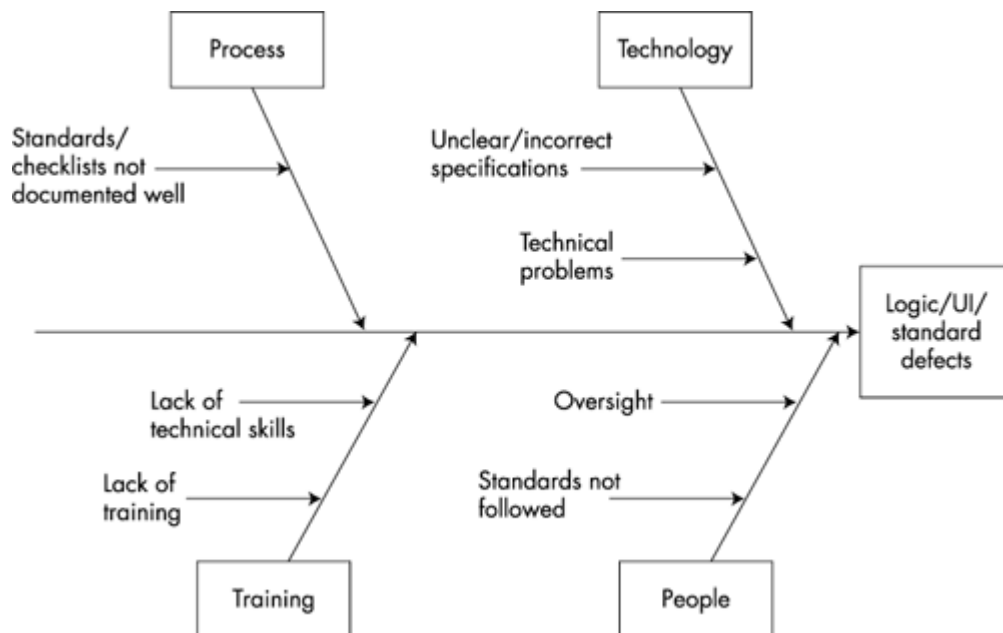 Process
Technology
Standards/
checklists not
documented well
Unclear/incorrect
specifications
Technical
problems
Logic/UI/
standard
defects
Lack of
technical skills
Oversight
Lack of
training
Standards not
followed
Training
People